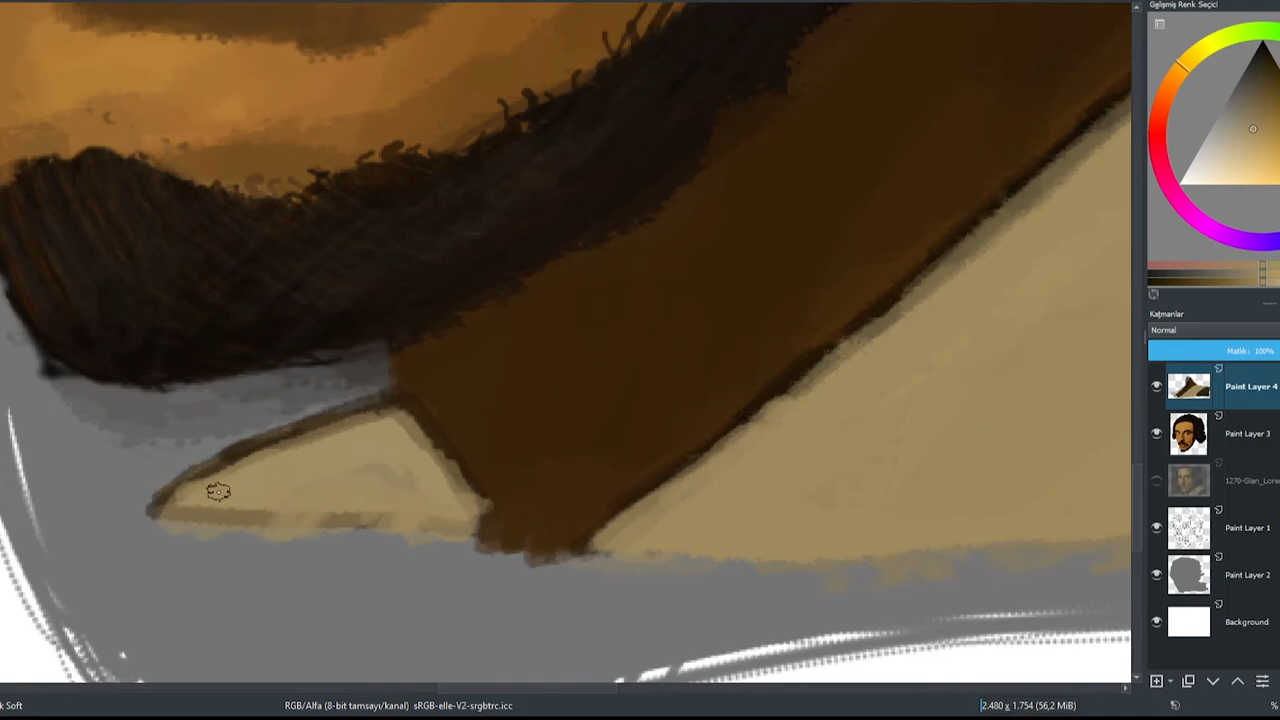 Gelişmiş Renk Seçici
Katmanlar
Normal
Matlık: 100%
Paint Layer 4
Paint Layer 3
1270-Gian_Lore
Paint Layer 1
Paint Layer 2
Background
k Soft
RGB/Alfa (8-bit tamsayı/kanal) sRGB-elle-V2-srgbtrc.icc
2.480 x 1.754 (56,2 MiB)
%